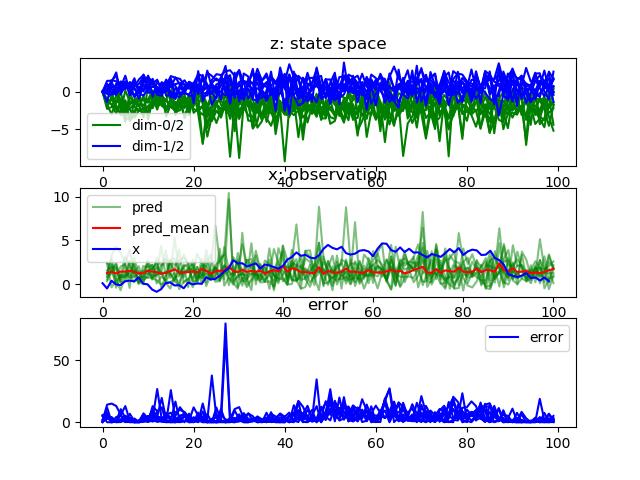 z: state space
0
−5
dim-0/2
dim-1/2
0 20 40 60 80 100
x: observation
10
5
0
pred
pred_mean
x
0 20 40 60 80 100
error
50
0
error
0 20 40 60 80 100